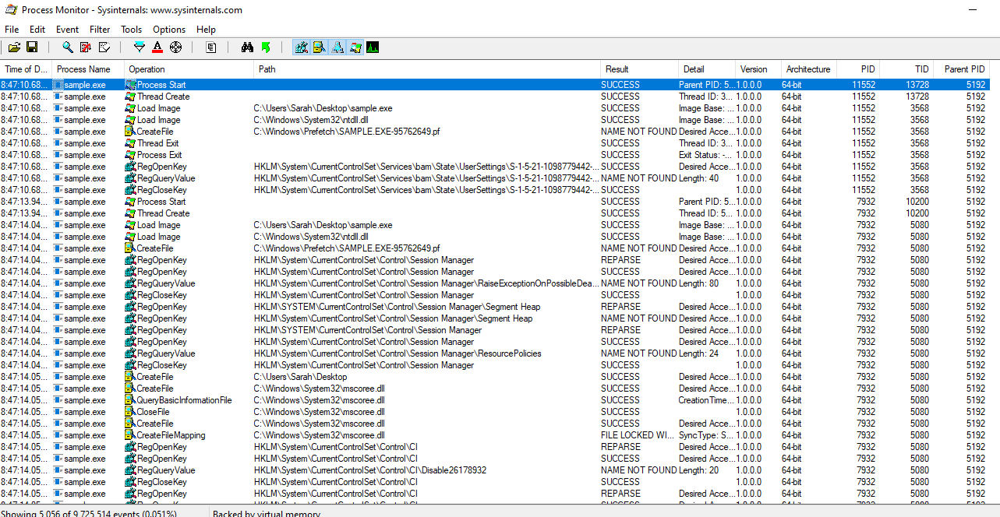 Process Monitor - Sysinternals: www.sysinternals.com
File Edit Event Filter Tools Options Help
Time of D... Process Name Operation Path Result Detail Version Architecture PID TID Parent PID
8:47:10.68... sample.exe Process Start SUCCESS Parent PID: 5... 1.0.0.0 64-bit 11552 13728 5192
8:47:10.68... sample.exe Thread Create SUCCESS Thread ID: 3... 1.0.0.0 64-bit 11552 13728 5192
8:47:10.68... sample.exe Load Image C:\Users\Sarah\Desktop\sample.exe SUCCESS Image Base: ... 1.0.0.0 64-bit 11552 3568 5192
8:47:10.68... sample.exe Load Image C:\Windows\System32\ntdll.dll SUCCESS Image Base: ... 1.0.0.0 64-bit 11552 3568 5192
8:47:10.68... sample.exe CreateFile C:\Windows\Prefetch\SAMPLE.EXE-95762649.pf NAME NOT FOUND Desired Acce... 1.0.0.0 64-bit 11552 3568 5192
8:47:10.68... sample.exe Thread Exit SUCCESS Thread ID: 3... 1.0.0.0 64-bit 11552 3568 5192
8:47:10.68... sample.exe Process Exit SUCCESS Exit Status: -... 1.0.0.0 64-bit 11552 3568 5192
8:47:10.68... sample.exe RegOpenKey HKLM\System\CurrentControlSet\Services\bam\State\UserSettings\S-1-5-21-1098779442-... SUCCESS Desired Acce... 1.0.0.0 64-bit 11552 3568 5192
8:47:10.68... sample.exe RegQueryValue HKLM\System\CurrentControlSet\Services\bam\State\UserSettings\S-1-5-21-1098779442-... NAME NOT FOUND Length: 40 1.0.0.0 64-bit 11552 3568 5192
8:47:10.68... sample.exe RegCloseKey HKLM\System\CurrentControlSet\Services\bam\State\UserSettings\S-1-5-21-1098779442-... SUCCESS 1.0.0.0 64-bit 11552 3568 5192
8:47:13.94... sample.exe Process Start SUCCESS Parent PID: 5... 1.0.0.0 64-bit 7932 10200 5192
8:47:13.94... sample.exe Thread Create SUCCESS Thread ID: 5... 1.0.0.0 64-bit 7932 10200 5192
8:47:14.04... sample.exe Load Image C:\Users\Sarah\Desktop\sample.exe SUCCESS Image Base: ... 1.0.0.0 64-bit 7932 5080 5192
8:47:14.04... sample.exe Load Image C:\Windows\System32\ntdll.dll SUCCESS Image Base: ... 1.0.0.0 64-bit 7932 5080 5192
8:47:14.04... sample.exe CreateFile C:\Windows\Prefetch\SAMPLE.EXE-95762649.pf NAME NOT FOUND Desired Acce... 1.0.0.0 64-bit 7932 5080 5192
8:47:14.04... sample.exe RegOpenKey HKLM\System\CurrentControlSet\Control\Session Manager REPARSE Desired Acce... 1.0.0.0 64-bit 7932 5080 5192
8:47:14.04... sample.exe RegOpenKey HKLM\System\CurrentControlSet\Control\Session Manager SUCCESS Desired Acce... 1.0.0.0 64-bit 7932 5080 5192
8:47:14.04... sample.exe RegQueryValue HKLM\System\CurrentControlSet\Control\Session Manager\RaiseExceptionOnPossibleDea... NAME NOT FOUND Length: 80 1.0.0.0 64-bit 7932 5080 5192
8:47:14.04... sample.exe RegCloseKey HKLM\System\CurrentControlSet\Control\Session Manager SUCCESS 1.0.0.0 64-bit 7932 5080 5192
8:47:14.04... sample.exe RegOpenKey HKLM\SYSTEM\CurrentControlSet\Control\Session Manager\Segment Heap REPARSE Desired Acce... 1.0.0.0 64-bit 7932 5080 5192
8:47:14.04... sample.exe RegOpenKey HKLM\System\CurrentControlSet\Control\Session Manager\Segment Heap NAME NOT FOUND Desired Acce... 1.0.0.0 64-bit 7932 5080 5192
8:47:14.04... sample.exe RegOpenKey HKLM\SYSTEM\CurrentControlSet\Control\Session Manager REPARSE Desired Acce... 1.0.0.0 64-bit 7932 5080 5192
8:47:14.04... sample.exe RegOpenKey HKLM\System\CurrentControlSet\Control\Session Manager SUCCESS Desired Acce... 1.0.0.0 64-bit 7932 5080 5192
8:47:14.04... sample.exe RegQueryValue HKLM\System\CurrentControlSet\Control\Session Manager\ResourcePolicies NAME NOT FOUND Length: 24 1.0.0.0 64-bit 7932 5080 5192
8:47:14.04... sample.exe RegCloseKey HKLM\System\CurrentControlSet\Control\Session Manager SUCCESS 1.0.0.0 64-bit 7932 5080 5192
8:47:14.05... sample.exe CreateFile C:\Users\Sarah\Desktop SUCCESS Desired Acce... 1.0.0.0 64-bit 7932 5080 5192
8:47:14.05... sample.exe CreateFile C:\Windows\System32\mscoree.dll SUCCESS Desired Acce... 1.0.0.0 64-bit 7932 5080 5192
8:47:14.05... sample.exe QueryBasicInformationFile C:\Windows\System32\mscoree.dll SUCCESS CreationTime... 1.0.0.0 64-bit 7932 5080 5192
8:47:14.05... sample.exe CloseFile C:\Windows\System32\mscoree.dll SUCCESS 1.0.0.0 64-bit 7932 5080 5192
8:47:14.05... sample.exe CreateFile C:\Windows\System32\mscoree.dll SUCCESS Desired Acce... 1.0.0.0 64-bit 7932 5080 5192
8:47:14.05... sample.exe CreateFileMapping C:\Windows\System32\mscoree.dll FILE LOCKED WI... SyncType: S... 1.0.0.0 64-bit 7932 5080 5192
8:47:14.05... sample.exe RegOpenKey HKLM\System\CurrentControlSet\Control\CI REPARSE Desired Acce... 1.0.0.0 64-bit 7932 5080 5192
8:47:14.05... sample.exe RegOpenKey HKLM\System\CurrentControlSet\Control\CI SUCCESS Desired Acce... 1.0.0.0 64-bit 7932 5080 5192
8:47:14.05... sample.exe RegQueryValue HKLM\System\CurrentControlSet\Control\CI\Disable26178932 NAME NOT FOUND Length: 20 1.0.0.0 64-bit 7932 5080 5192
8:47:14.05... sample.exe RegCloseKey HKLM\System\CurrentControlSet\Control\CI SUCCESS 1.0.0.0 64-bit 7932 5080 5192
8:47:14.05... sample.exe RegOpenKey HKLM\System\CurrentControlSet\Control\CI REPARSE Desired Acce... 1.0.0.0 64-bit 7932 5080 5192
Showing 5,056 of 9,725,514 events (0.051%) Backed by virtual memory